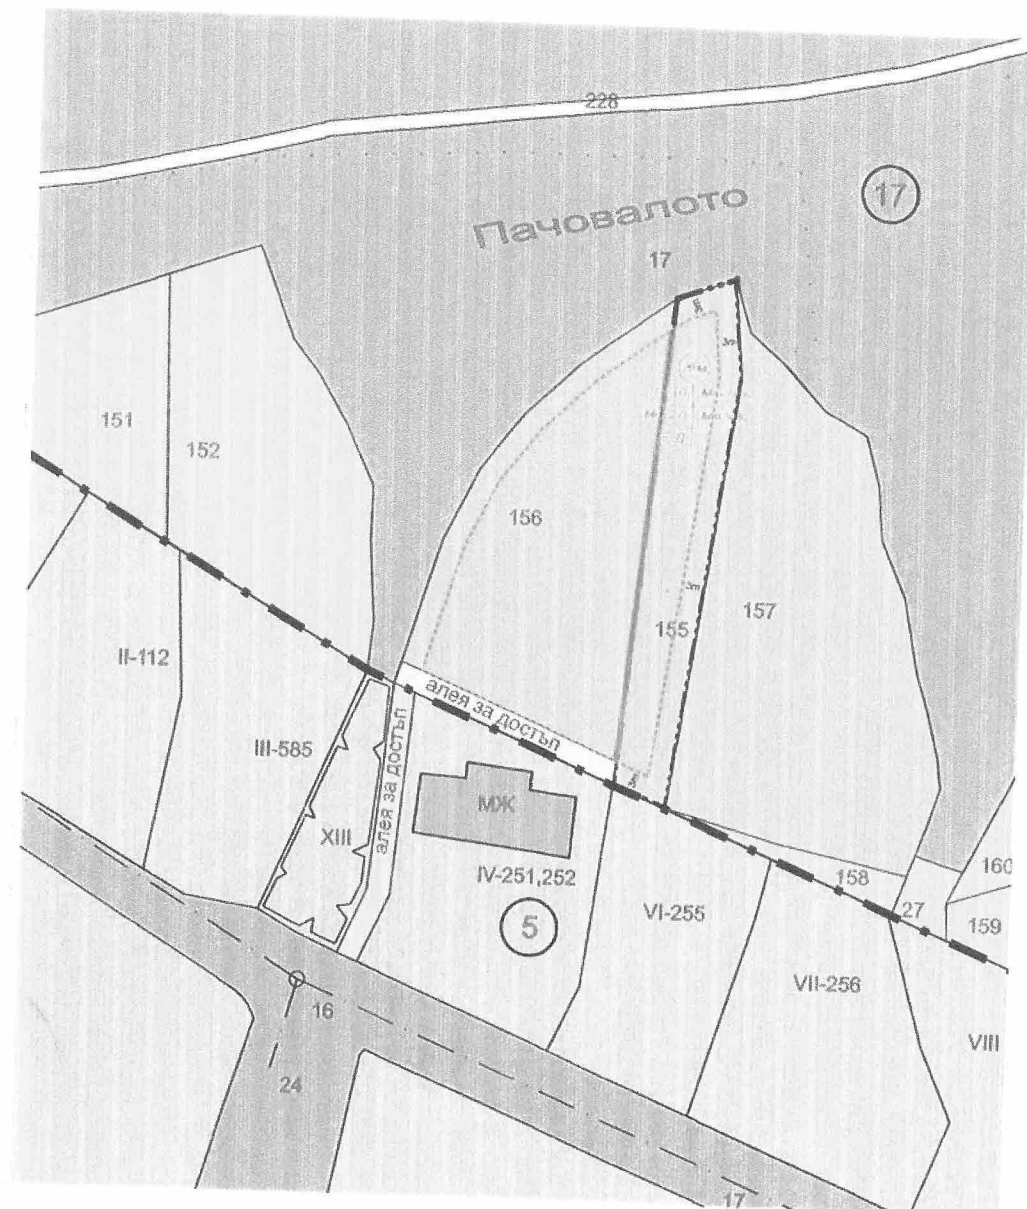 228
17
Пачовалото
17
3m
3m
151
152
156
3m
157
155
II-112
алея за достъп
III-585
алея за достъп
3m
МЖ
XIII
IV-251,252
158
160
5
VI-255
27
159
VII-256
16
VIII
24
17